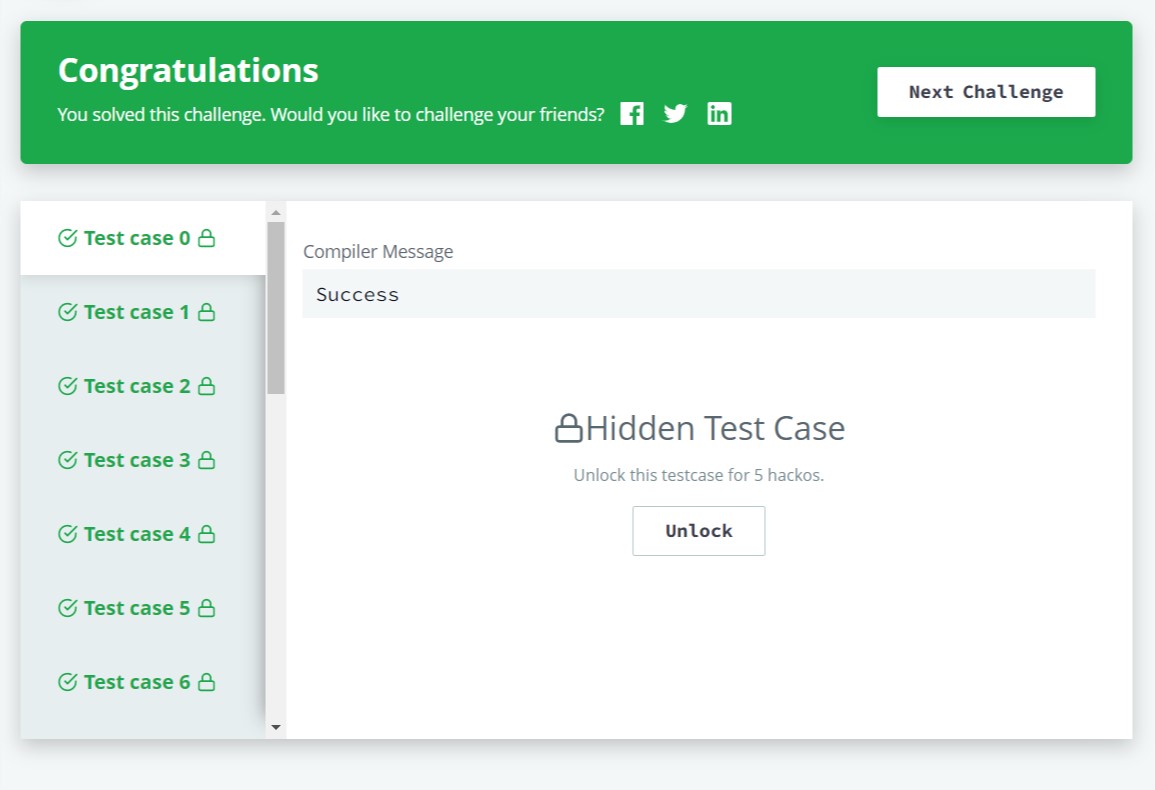 Congratulations
You solved this challenge. Would you like to challenge your friends?
Next Challenge
Test case 0
Test case 1
Test case 2
Test case 3
Test case 4
Test case 5
Test case 6
Compiler Message
Success
Hidden Test Case
Unlock this testcase for 5 hackos.
Unlock